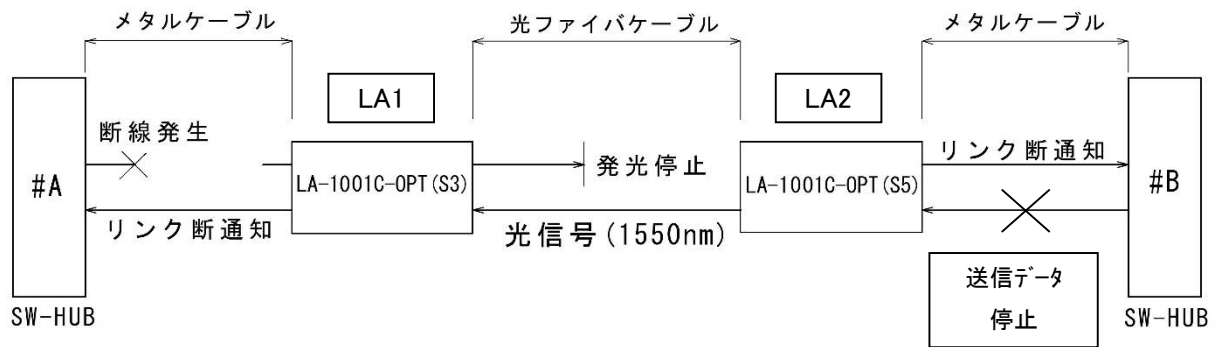 メタルケーブル
光ファイバケーブル
メタルケーブル
LA1
LA2
断線発生
リンク断通知
#A
LA-1001C-OPT(S3)
発光停止
LA-1001C-OPT(S5)
#B
リンク断通知
光信号(1550nm)
送信データ
停止
SW-HUB
SW-HUB